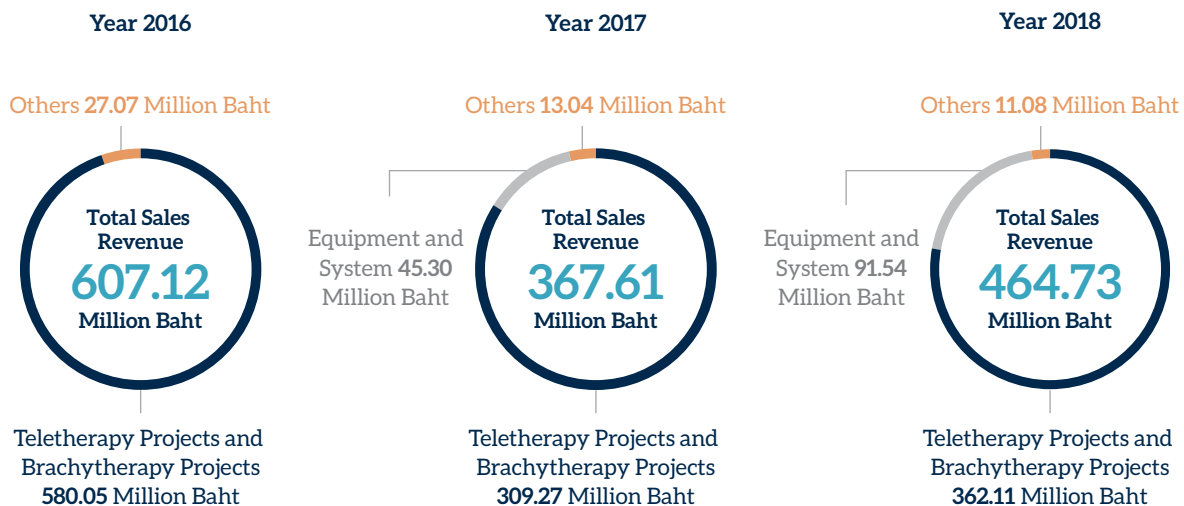 Year 2016
Others 27.07 Million Baht
Total Sales
Revenue
607.12
Million Baht
Teletherapy Projects and
Brachytherapy Projects
580.05 Million Baht
Year 2017
Others 13.04 Million Baht
Equipment and
System 45.30
Million Baht
Total Sales
Revenue
367.61
Million Baht
Teletherapy Projects and
Brachytherapy Projects
309.27 Million Baht
Year 2018
Others 11.08 Million Baht
Equipment and
System 91.54
Million Baht
Total Sales
Revenue
464.73
Million Baht
Teletherapy Projects and
Brachytherapy Projects
362.11 Million Baht